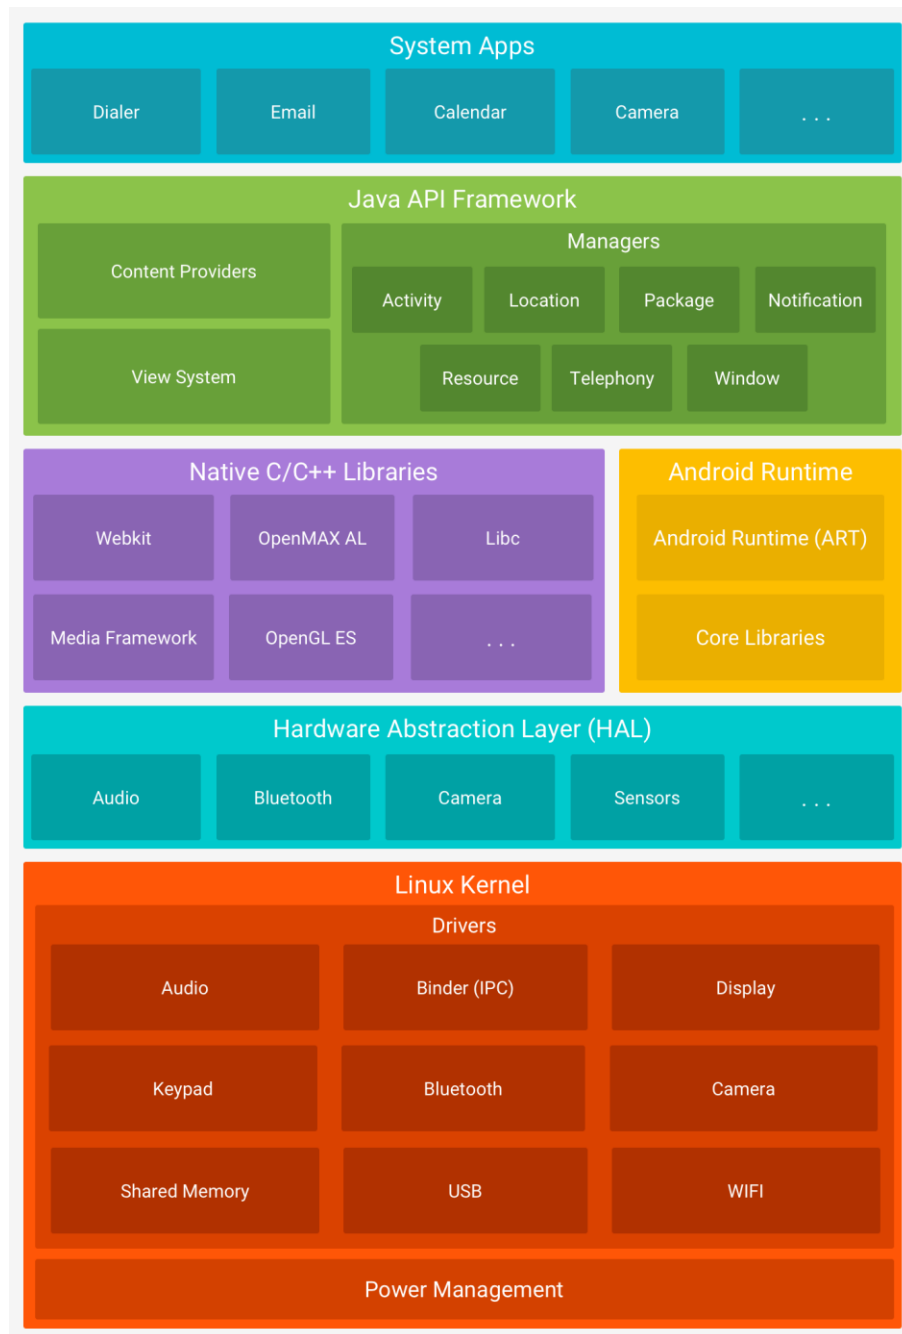 System Apps
Dialer
Email
Calendar
Camera
. . .
Java API Framework
Content Providers
View System
Managers
Activity
Location
Package
Notification
Resource
Telephony
Window
Native C/C++ Libraries
Webkit
OpenMAX AL
Libc
Media Framework
OpenGL ES
. . .
Android Runtime
Android Runtime (ART)
Core Libraries
Hardware Abstraction Layer (HAL)
Audio
Bluetooth
Camera
Sensors
. . .
Linux Kernel
Drivers
Audio
Binder (IPC)
Display
Keypad
Bluetooth
Camera
Shared Memory
USB
WIFI
Power Management